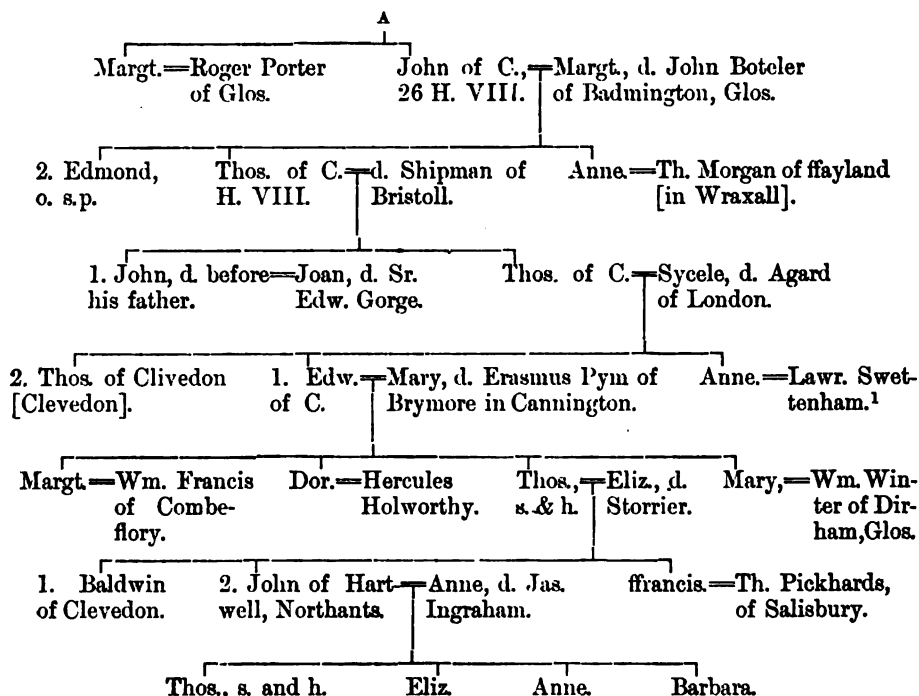 A
Margt.=Roger Porter of Glos.
John of C.,=Margt., d. John Boteler
26 H. VIII. of Badmington, Glos.
2. Edmond, o. s.p.
Thos. of C.=d. Shipman of
H. VIII. Bristoll.
Anne.=Th. Morgan of ffayland
[in Wraxall].
1. John, d. before=Joan, d. Sr.
his father. Edw. Gorge.
Thos. of C.=Sycele, d. Agard
of London.
2. Thos. of Clivedon
[Clevedon].
1. Edw.=Mary, d. Erasmus Pym of
of C. Brymore in Cannington.
Anne.=Lawr. Swet-
tenham.¹
Margt.=Wm. Francis
of Combe-
flory.
Dor.=Hercules
Holworthy.
Thos.,=Eliz., d.
s. & h. Storrier.
Mary,=Wm. Win-
ter of Dir-
ham, Glos.
1. Baldwin
of Clevedon.
2. John of Hart-=Anne, d. Jas.
well, Northants. Ingraham.
ffrancis.=Th. Pickhards,
of Salisbury.
Thos., s. and h. Eliz. Anne. Barbara.